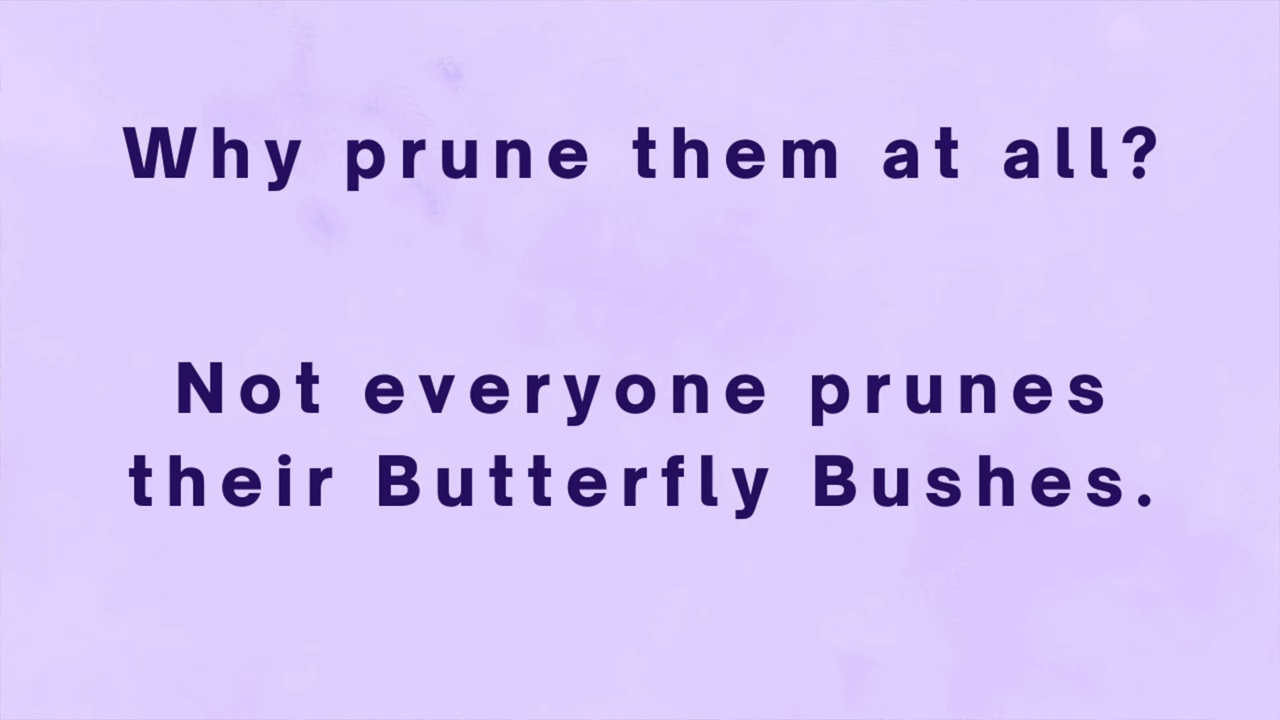 Why prune them at all?
Not everyone prunes
their Butterfly Bushes.